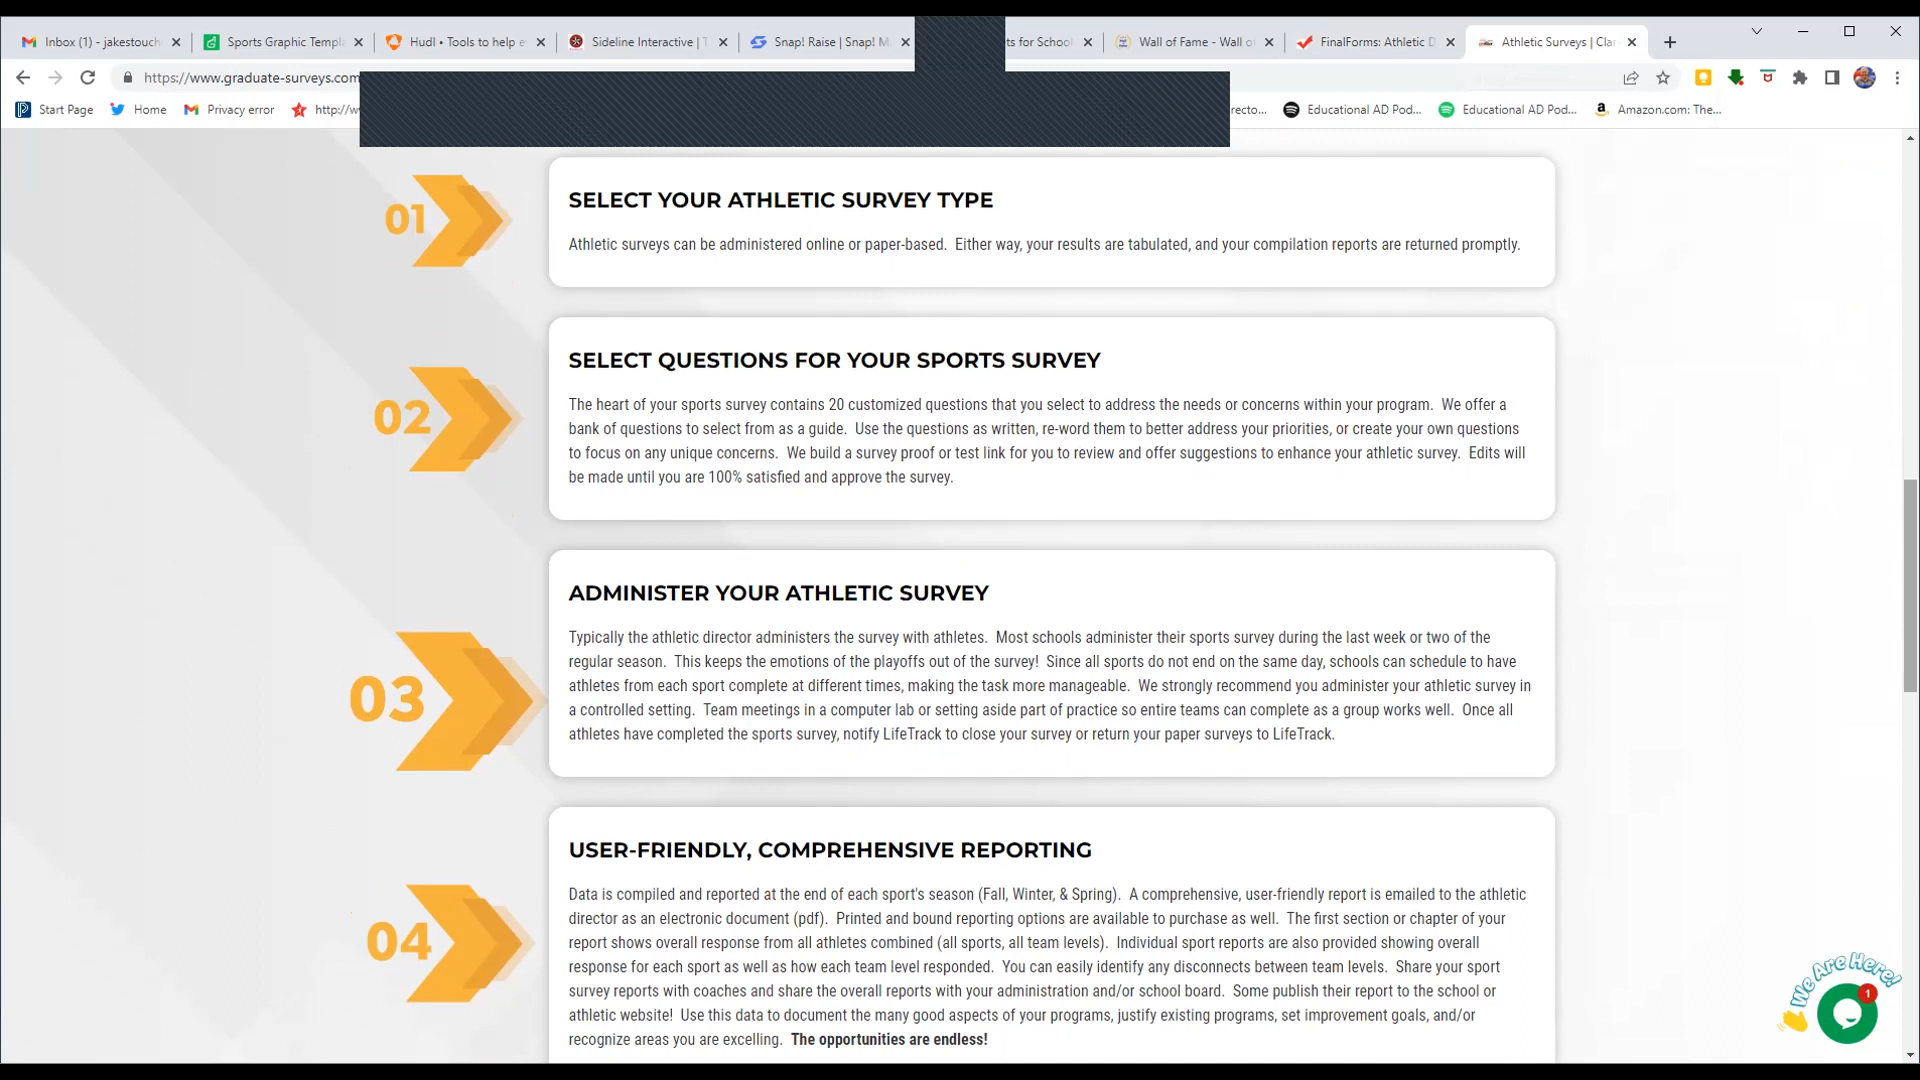 Inbox (1) - jakestouch
Sports Graphic Templ
Hudl • Tools to help e
Sideline Interactive | T
Snap! Raise | Snap! M
ts for School
Wall of Fame - Wall o
FinalForms: Athletic D
Athletic Surveys | Cla
https://www.graduate-surveys.com
Start Page
Home
Privacy error
http://w
recto...
Educational AD Pod...
Educational AD Pod...
Amazon.com: The...
01
SELECT YOUR ATHLETIC SURVEY TYPE
Athletic surveys can be administered online or paper-based. Either way, your results are tabulated, and your compilation reports are returned promptly.
02
SELECT QUESTIONS FOR YOUR SPORTS SURVEY
The heart of your sports survey contains 20 customized questions that you select to address the needs or concerns within your program. We offer a
bank of questions to select from as a guide. Use the questions as written, re-word them to better address your priorities, or create your own questions
to focus on any unique concerns. We build a survey proof or test link for you to review and offer suggestions to enhance your athletic survey. Edits will
be made until you are 100% satisfied and approve the survey.
03
ADMINISTER YOUR ATHLETIC SURVEY
Typically the athletic director administers the survey with athletes. Most schools administer their sports survey during the last week or two of the
regular season. This keeps the emotions of the playoffs out of the survey! Since all sports do not end on the same day, schools can schedule to have
athletes from each sport complete at different times, making the task more manageable. We strongly recommend you administer your athletic survey in
a controlled setting. Team meetings in a computer lab or setting aside part of practice so entire teams can complete as a group works well. Once all
athletes have completed the sports survey, notify LifeTrack to close your survey or return your paper surveys to LifeTrack.
04
USER-FRIENDLY, COMPREHENSIVE REPORTING
Data is compiled and reported at the end of each sport's season (Fall, Winter, & Spring). A comprehensive, user-friendly report is emailed to the athletic
director as an electronic document (pdf). Printed and bound reporting options are available to purchase as well. The first section or chapter of your
report shows overall response from all athletes combined (all sports, all team levels). Individual sport reports are also provided showing overall
response for each sport as well as how each team level responded. You can easily identify any disconnects between team levels. Share your sport
survey reports with coaches and share the overall reports with your administration and/or school board. Some publish their report to the school or
athletic website! Use this data to document the many good aspects of your programs, justify existing programs, set improvement goals, and/or
recognize areas you are excelling. The opportunities are endless!
We Are Here!
1